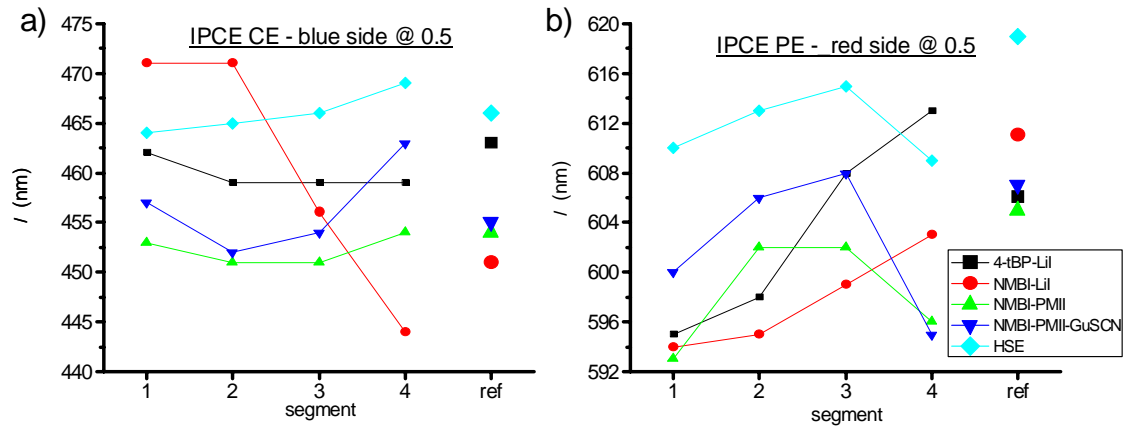 a)
IPCE CE - blue side @ 0.5
475
470
465
460
455
450
445
440
l (nm)
1 2 3 4 ref
segment
b)
IPCE PE - red side @ 0.5
620
616
612
608
604
600
596
592
l (nm)
1 2 3 4 ref
segment
4-tBP-LiI
NMBI-LiI
NMBI-PMII
NMBI-PMII-GuSCN
HSE